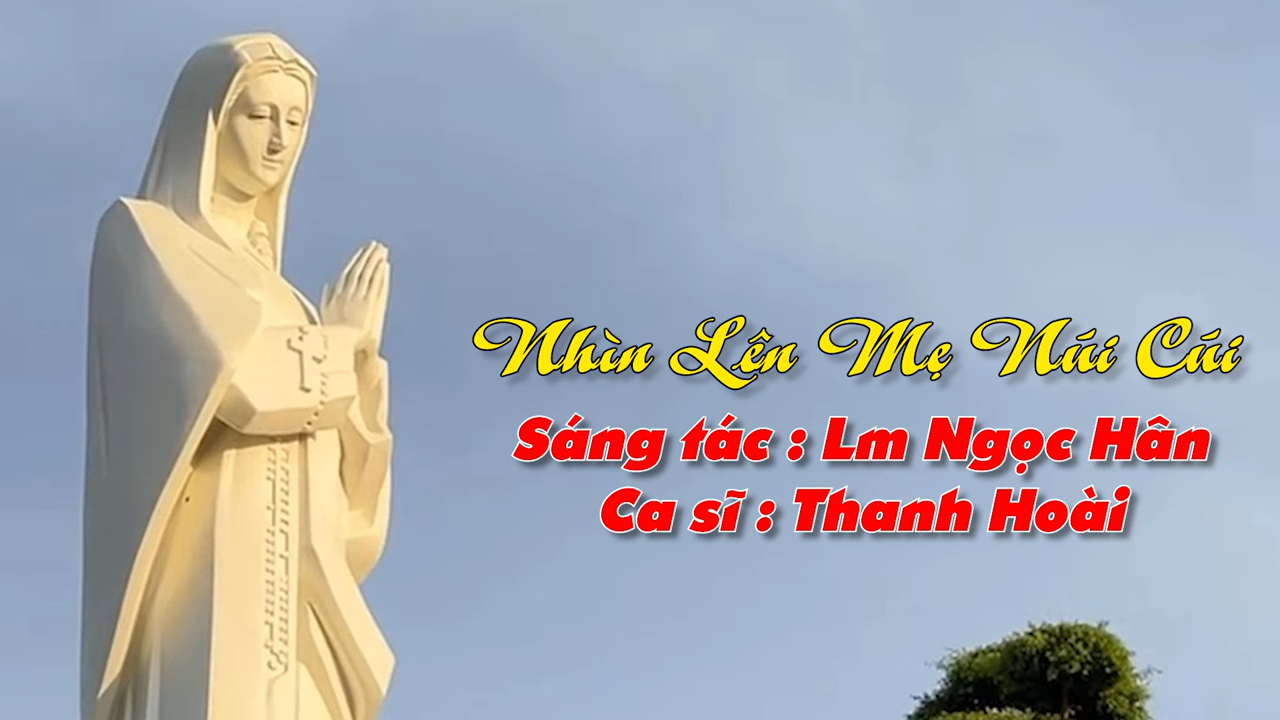 Nhìn Lên Mẹ Núi Cúi
Sáng tác : Lm Ngọc Hân
Ca sĩ : Thanh Hoài